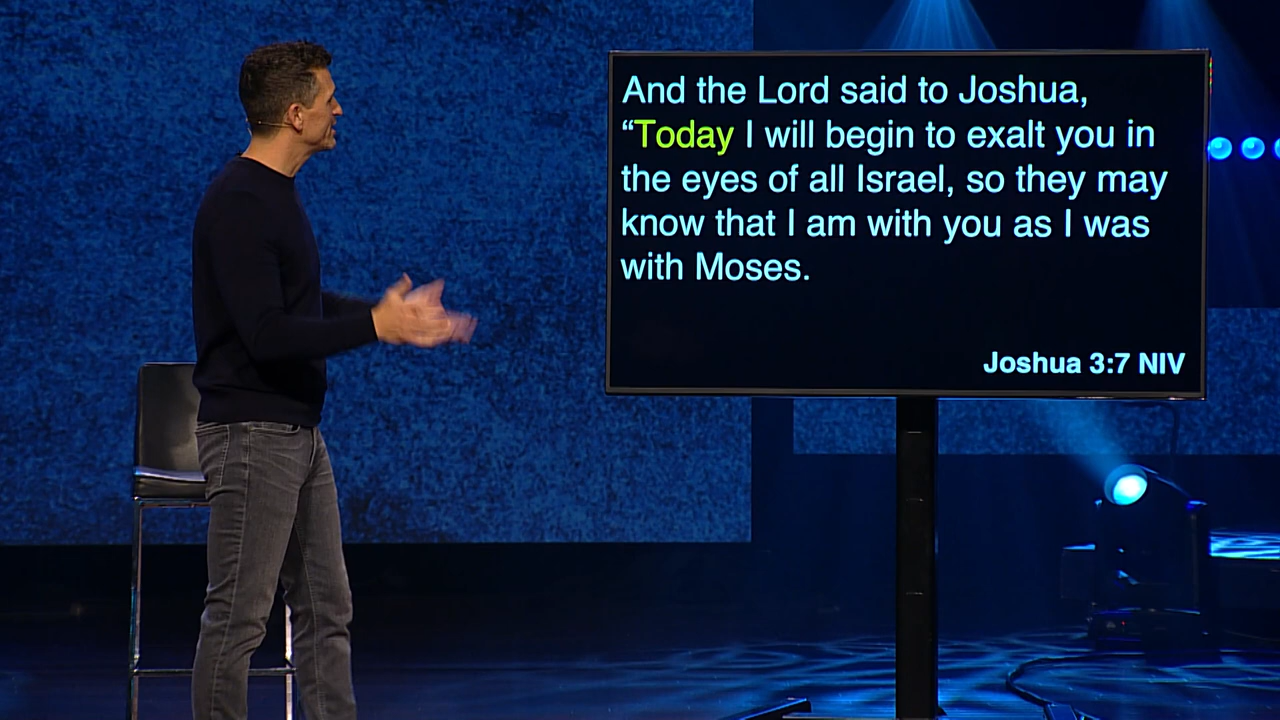 And the Lord said to Joshua,
“Today I will begin to exalt you in
the eyes of all Israel, so they may
know that I am with you as I was
with Moses.
Joshua 3:7 NIV